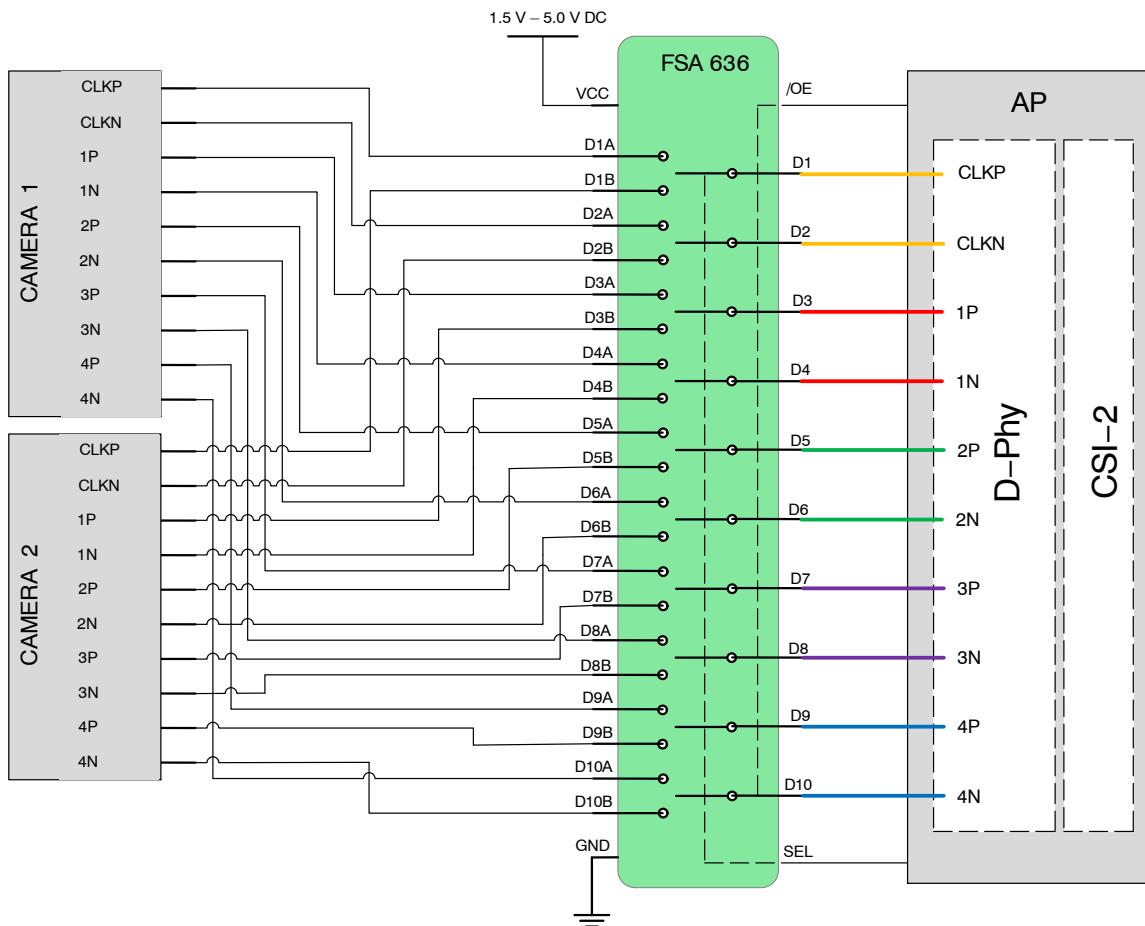 1.5 V – 5.0 V DC
FSA 636
VCC
/OE
AP
CAMERA 1
CLKP
CLKN
1P
1N
2P
2N
3P
3N
4P
4N
CAMERA 2
CLKP
CLKN
1P
1N
2P
2N
3P
3N
4P
4N
D1A
D1B
D2A
D2B
D3A
D3B
D4A
D4B
D5A
D5B
D6A
D6B
D7A
D7B
D8A
D8B
D9A
D9B
D10A
D10B
GND
D1
D2
D3
D4
D5
D6
D7
D8
D9
D10
SEL
CLKP
CLKN
1P
1N
2P
2N
3P
3N
4P
4N
D–Phy
CSI–2